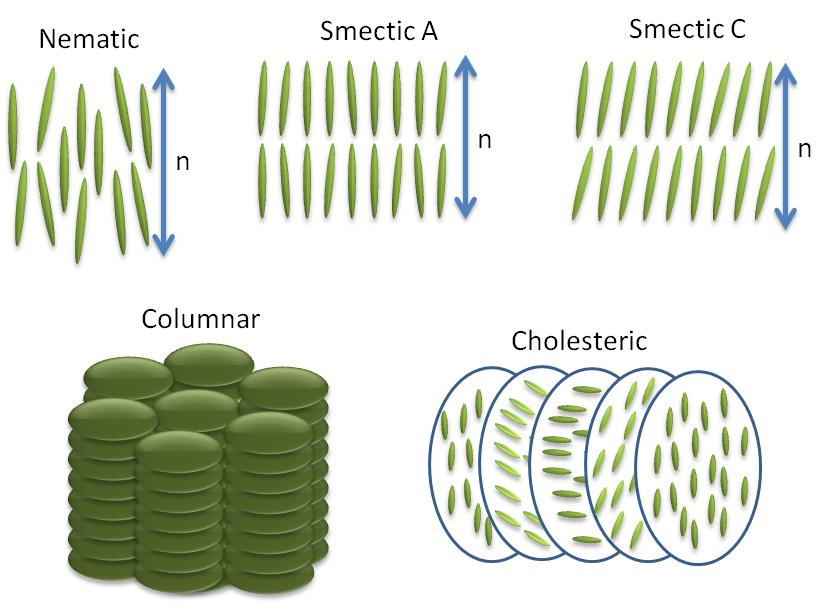 Nematic
Smectic A
Smectic C
n
n
n
Columnar
Cholesteric